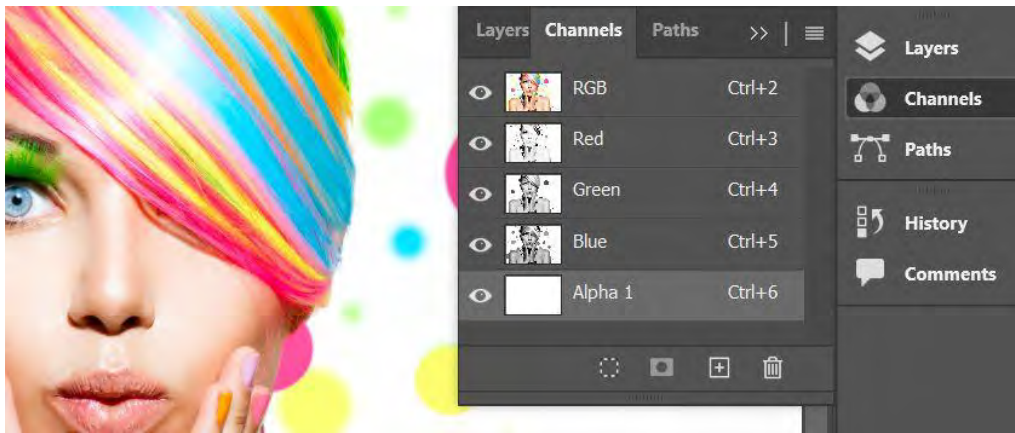 Layers Channels Paths >>
RGB Ctrl+2
Red Ctrl+3
Green Ctrl+4
Blue Ctrl+5
Alpha 1 Ctrl+6
Layers
Channels
Paths
History
Comments